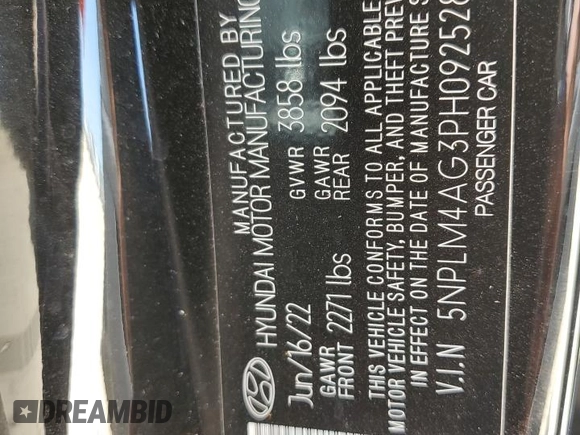 MANUFACTURED BY
HYUNDAI MOTOR MANUFACTURING
Jun/16/22 GVWR 3858 lbs
GAWR FRONT 2271 lbs GAWR REAR 2094 lbs
THIS VEHICLE CONFORMS TO ALL APPLICABLE
MOTOR VEHICLE SAFETY, BUMPER, AND THEFT PREV
IN EFFECT ON THE DATE OF MANUFACTURE S
V.I.N 5NPLM4AG3PH092528
PASSENGER CAR
DREAMBID